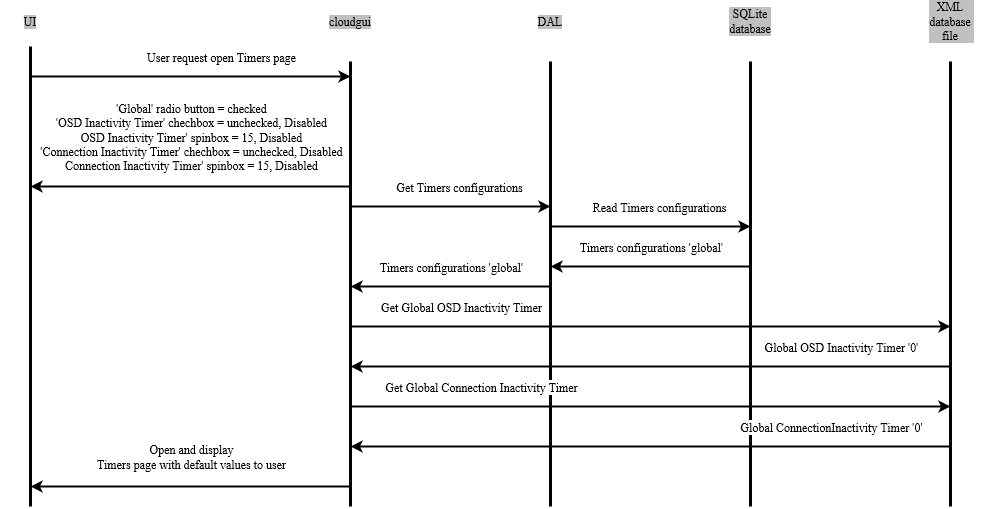 UI
cloudgui
DAL
SQLite
database
XML
database
file
User request open Timers page
'Global' radio button = checked
'OSD Inactivity Timer' chechbox = unchecked, Disabled
OSD Inactivity Timer' spinbox = 15, Disabled
'Connection Inactivity Timer' chechbox = unchecked, Disabled
Connection Inactivity Timer' spinbox = 15, Disabled
Get Timers configurations
Read Timers configurations
Timers configurations 'global'
Timers configurations 'global'
Get Global OSD Inactivity Timer
Global OSD Inactivity Timer '0'
Get Global Connection Inactivity Timer
Global ConnectionInactivity Timer '0'
Open and display
Timers page with default values to user